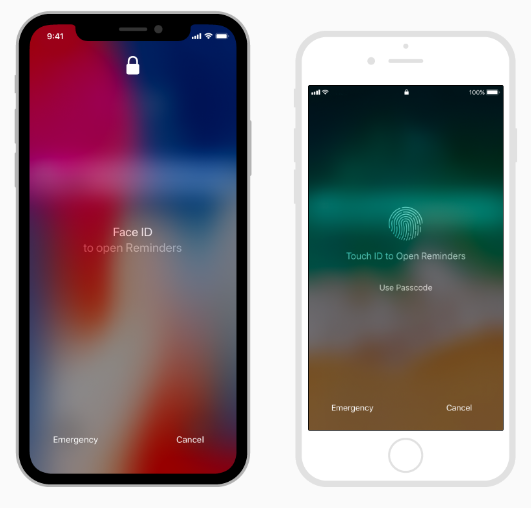 9:41
Face ID
to open Reminders
Emergency
Cancel
100%
Touch ID to Open Reminders
Use Passcode
Emergency
Cancel